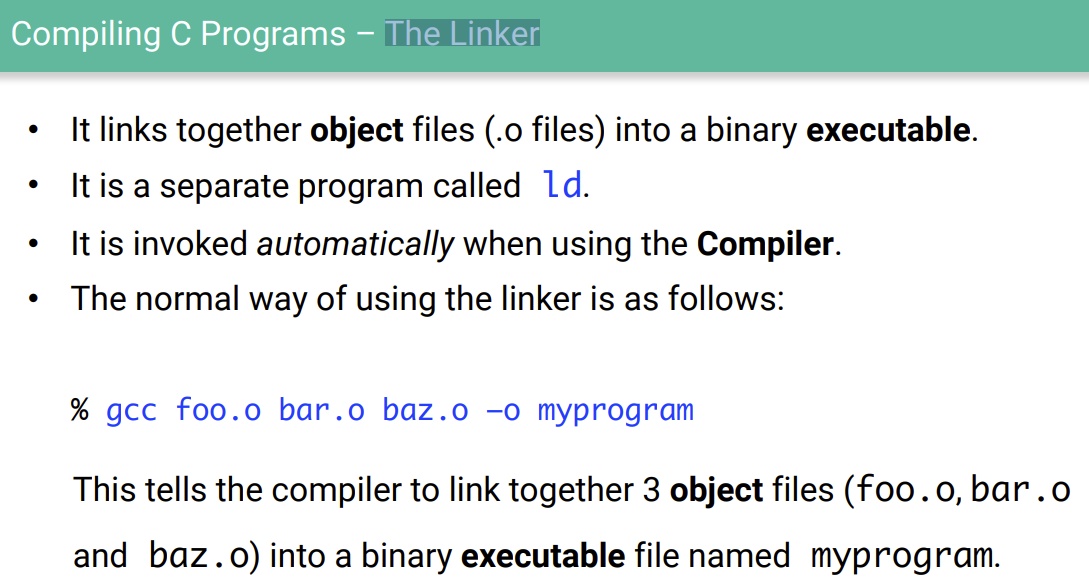 Compiling C Programs – The Linker
• It links together object files (.o files) into a binary executable.
• It is a separate program called ld.
• It is invoked automatically when using the Compiler.
• The normal way of using the linker is as follows:
% gcc foo.o bar.o baz.o –o myprogram
This tells the compiler to link together 3 object files (foo.o, bar.o
and baz.o) into a binary executable file named myprogram.